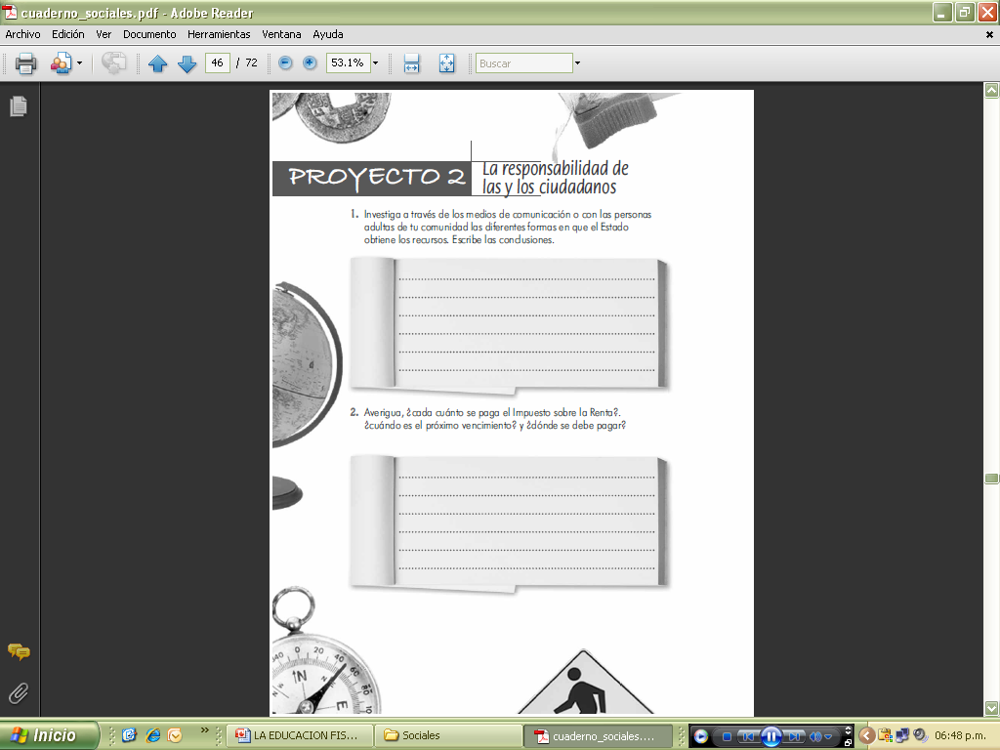 cuaderno_sociales.pdf - Adobe Reader
Archivo Edición Ver Documento Herramientas Ventana Ayuda
46 / 72 53.1% Buscar
PROYECTO 2
La responsabilidad de
las y los ciudadanos
1. Investiga a través de los medios de comunicación o con las personas
adultas de tu comunidad las diferentes formas en que el Estado
obtiene los recursos. Escribe las conclusiones.
2. Averigua, ¿cada cuánto se paga el Impuesto sobre la Renta?.
¿cuándo es el próximo vencimiento? y ¿dónde se debe pagar?
0 20 40 60 80 100
N
E
Inicio
LA EDUCACION FIS...
Sociales
cuaderno_sociales....
06:48 p.m.